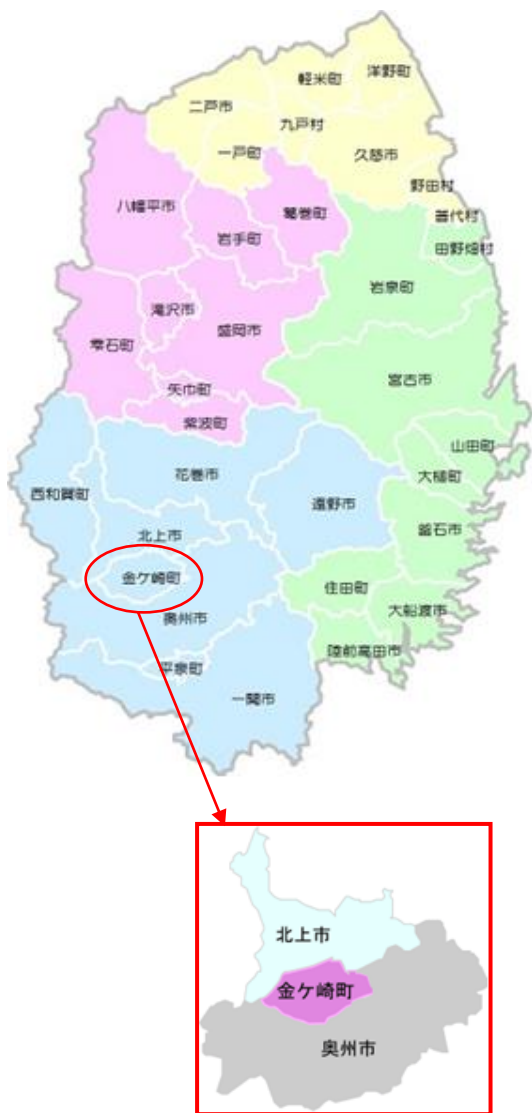 洋野町
軽米町
二戸市
九戸村
一戸町
久慈市
野田村
普代村
八幡平市
葛巻町
岩手町
田野畑村
岩泉町
滝沢市
盛岡市
雫石町
宮古市
矢巾町
紫波町
山田町
大槌町
花巻市
西和賀町
遠野市
釜石市
北上市
金ケ崎町
住田町
大船渡市
奥州市
陸前高田市
平泉町
一関市
北上市
金ケ崎町
奥州市